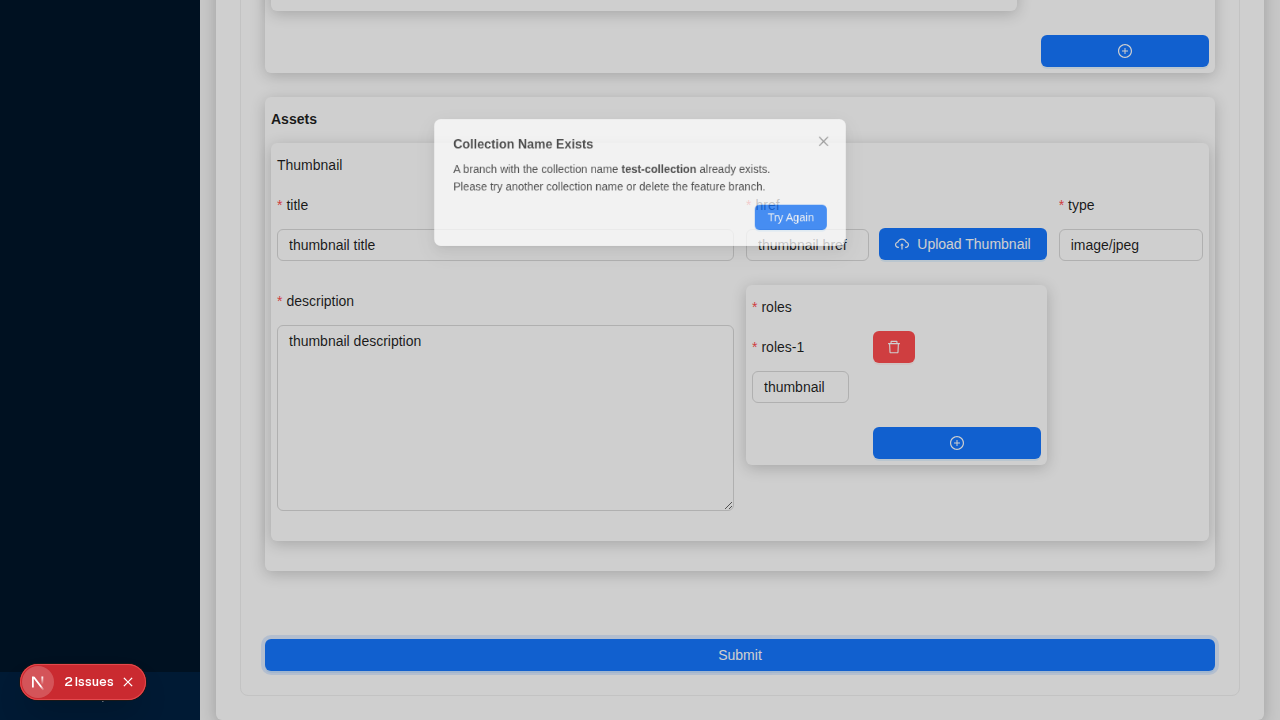 Assets
Thumbnail
Collection Name Exists
A branch with the collection name test-collection already exists.
Please try another collection name or delete the feature branch.
Try Again
* title
* href
* type
thumbnail title
thumbnail href
Upload Thumbnail
image/jpeg
* description
thumbnail description
* roles
* roles-1
thumbnail
Submit
N
2 Issues